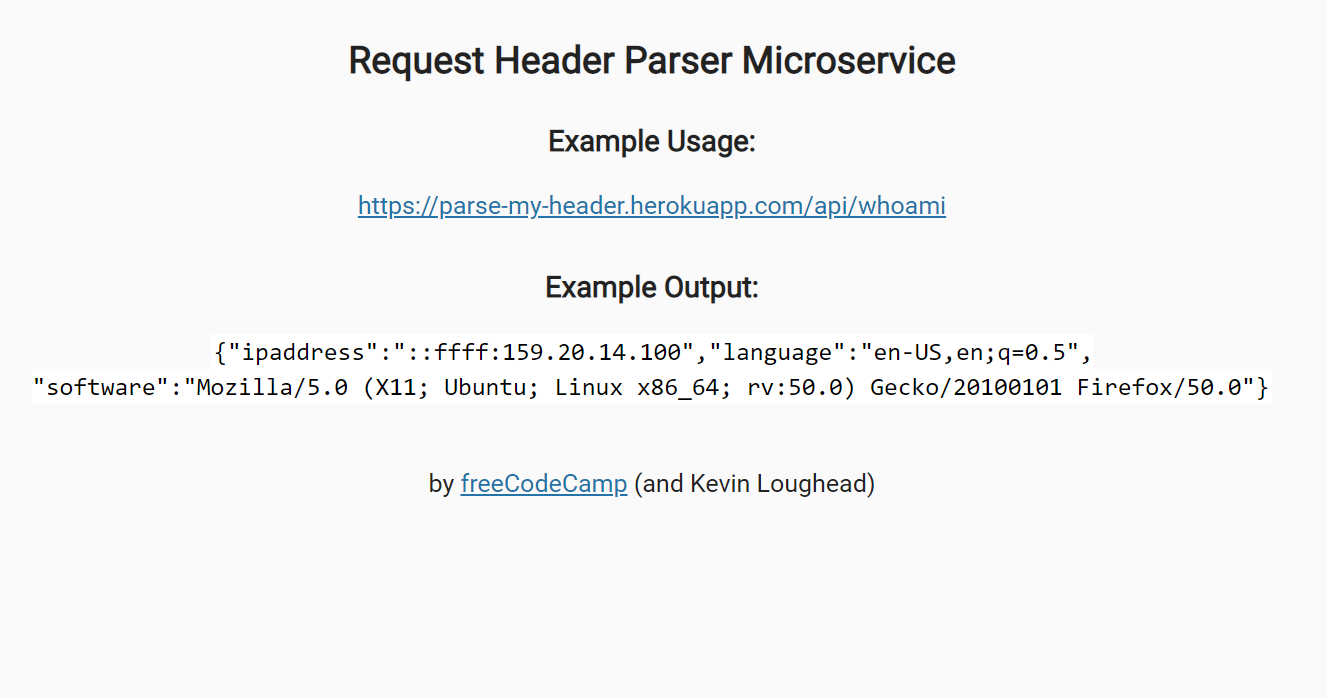 Request Header Parser Microservice
Example Usage:
https://parse-my-header.herokuapp.com/api/whoami
Example Output:
{"ipaddress":"::ffff:159.20.14.100","language":"en-US,en;q=0.5",
"software":"Mozilla/5.0 (X11; Ubuntu; Linux x86_64; rv:50.0) Gecko/20100101 Firefox/50.0"}
by freeCodeCamp (and Kevin Loughead)